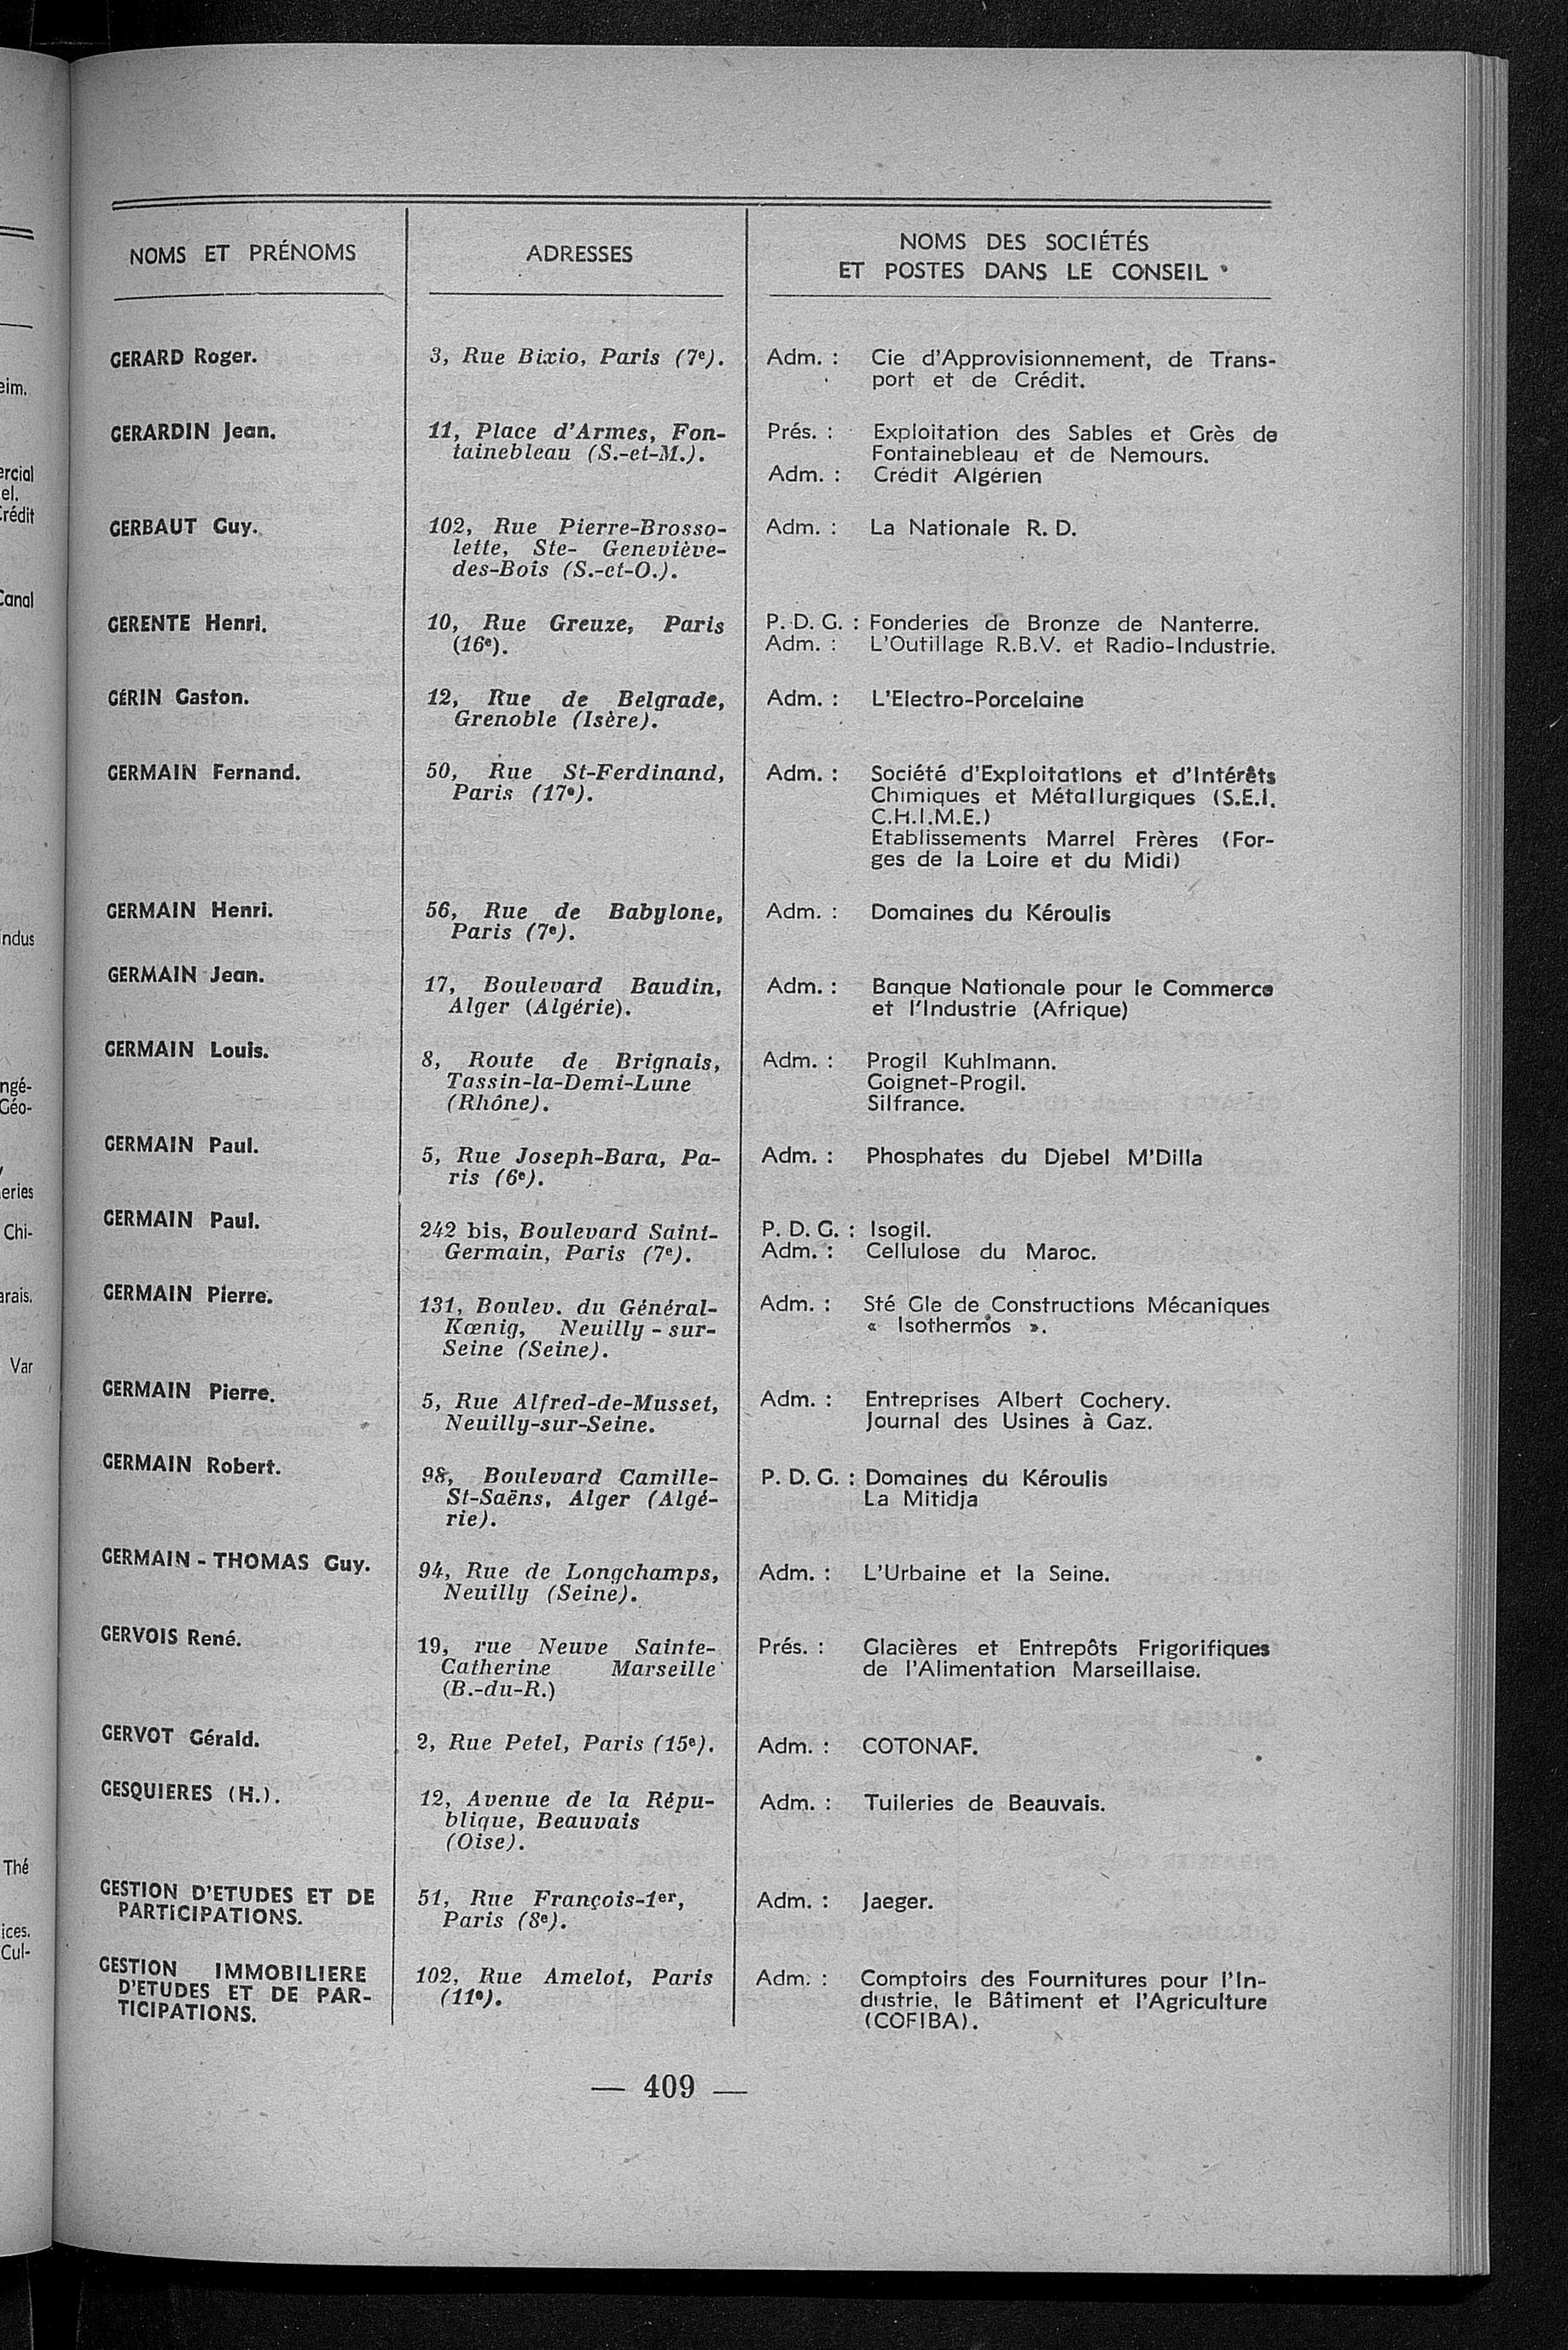 NOMS ET PRÉNOMS
ADRESSES
NOMS DES SOCIÉTÉS
ET POSTES DANS LE CONSEIL
GERARD Roger.
3, Rue Bixio, Paris (7e).
Adm. : Cie d'Approvisionnement, de Trans-
port et de Crédit.
GERARDIN Jean.
11, Place d'Armes, Fon-
tainebleau (S.-et-M.).
Prés. : Exploitation des Sables et Grès de
Fontainebleau et de Nemours.
Adm. : Crédit Algérien
GERBAUT Guy.
102, Rue Pierre-Brosso-
lette, Ste- Geneviève-
des-Bois (S.-et-O.).
Adm. : La Nationale R. D.
GERENTE Henri.
10, Rue Greuze, Paris
(16e).
P. D. G. : Fonderies de Bronze de Nanterre.
Adm. : L'Outillage R.B.V. et Radio-Industrie.
GÉRIN Gaston.
12, Rue de Belgrade,
Grenoble (Isère).
Adm. : L'Electro-Porcelaine
GERMAIN Fernand.
50, Rue St-Ferdinand,
Paris (17e).
Adm. : Société d'Exploitations et d'Intérêts
Chimiques et Métallurgiques (S.E.I.
C.H.I.M.E.)
Etablissements Marrel Frères (For-
ges de la Loire et du Midi)
GERMAIN Henri.
56, Rue de Babylone,
Paris (7e).
Adm. : Domaines du Kéroulis
GERMAIN Jean.
17, Boulevard Baudin,
Alger (Algérie).
Adm. : Banque Nationale pour le Commerce
et l'Industrie (Afrique)
GERMAIN Louis.
8, Route de Brignais,
Tassin-la-Demi-Lune
(Rhône).
Adm. : Progil Kuhlmann.
Goignet-Progil.
Silfrance.
GERMAIN Paul.
5, Rue Joseph-Bara, Pa-
ris (6e).
Adm. : Phosphates du Djebel M'Dilla
GERMAIN Paul.
242 bis, Boulevard Saint-
Germain, Paris (7e).
P. D. G. : Isogil.
Adm. : Cellulose du Maroc.
GERMAIN Pierre.
131, Boulev. du Général-
Kœnig, Neuilly - sur-
Seine (Seine).
Adm. : Sté Gle de Constructions Mécaniques
« Isothermos ».
GERMAIN Pierre.
5, Rue Alfred-de-Musset,
Neuilly-sur-Seine.
Adm. : Entreprises Albert Cochery.
Journal des Usines à Gaz.
GERMAIN Robert.
98, Boulevard Camille-
St-Saëns, Alger (Algé-
rie).
P. D. G. : Domaines du Kéroulis
La Mitidja
GERMAIN - THOMAS Guy.
94, Rue de Longchamps,
Neuilly (Seine).
Adm. : L'Urbaine et la Seine.
GERVOIS René.
19, rue Neuve Sainte-
Catherine Marseille
(B.-du-R.)
Prés. : Glacières et Entrepôts Frigorifiques
de l'Alimentation Marseillaise.
GERVOT Gérald.
2, Rue Petel, Paris (15e).
Adm. : COTONAF.
GESQUIERES (H.).
12, Avenue de la Répu-
blique, Beauvais
(Oise).
Adm. : Tuileries de Beauvais.
GESTION D'ETUDES ET DE
PARTICIPATIONS.
51, Rue François-1er,
Paris (8e).
Adm. : Jaeger.
GESTION IMMOBILIERE
D'ETUDES ET DE PAR-
TICIPATIONS.
102, Rue Amelot, Paris
(11e).
Adm. : Comptoirs des Fournitures pour l'In-
dustrie, le Bâtiment et l'Agriculture
(COFIBA).
— 409 —